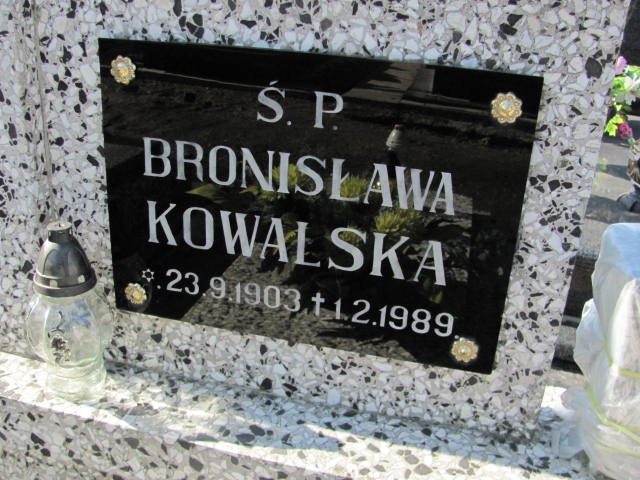 Ś. P.
BRONISŁAWA
KOWALSKA
✡. 23.9.1903 ✝ 1.2.1989.